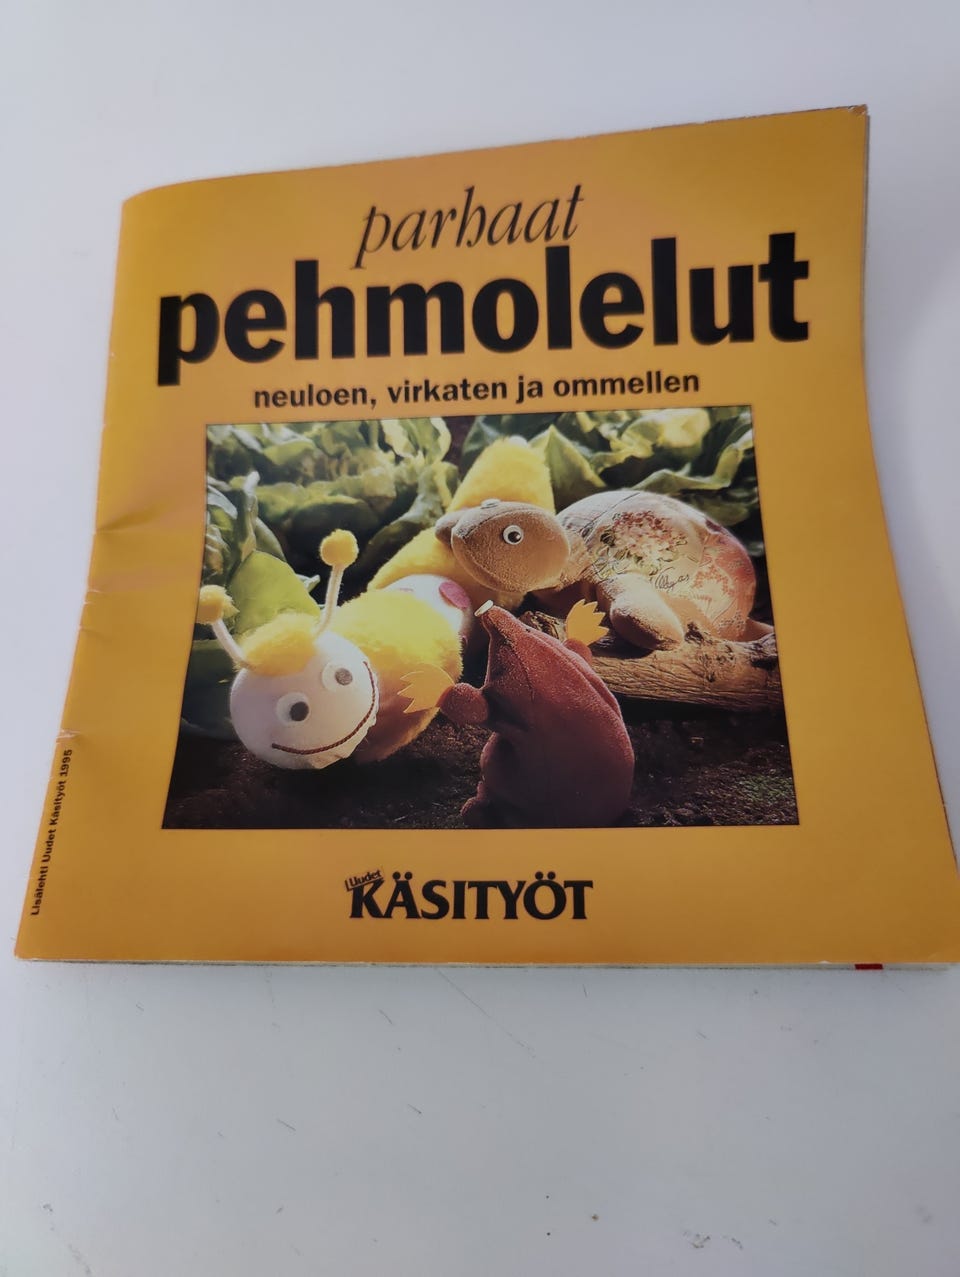 parhaat
pehmolelut
neuloen, virkaten ja ommellen
Lisälehti Uudet Käsityöt 1995
Uudet
KÄSITYÖT